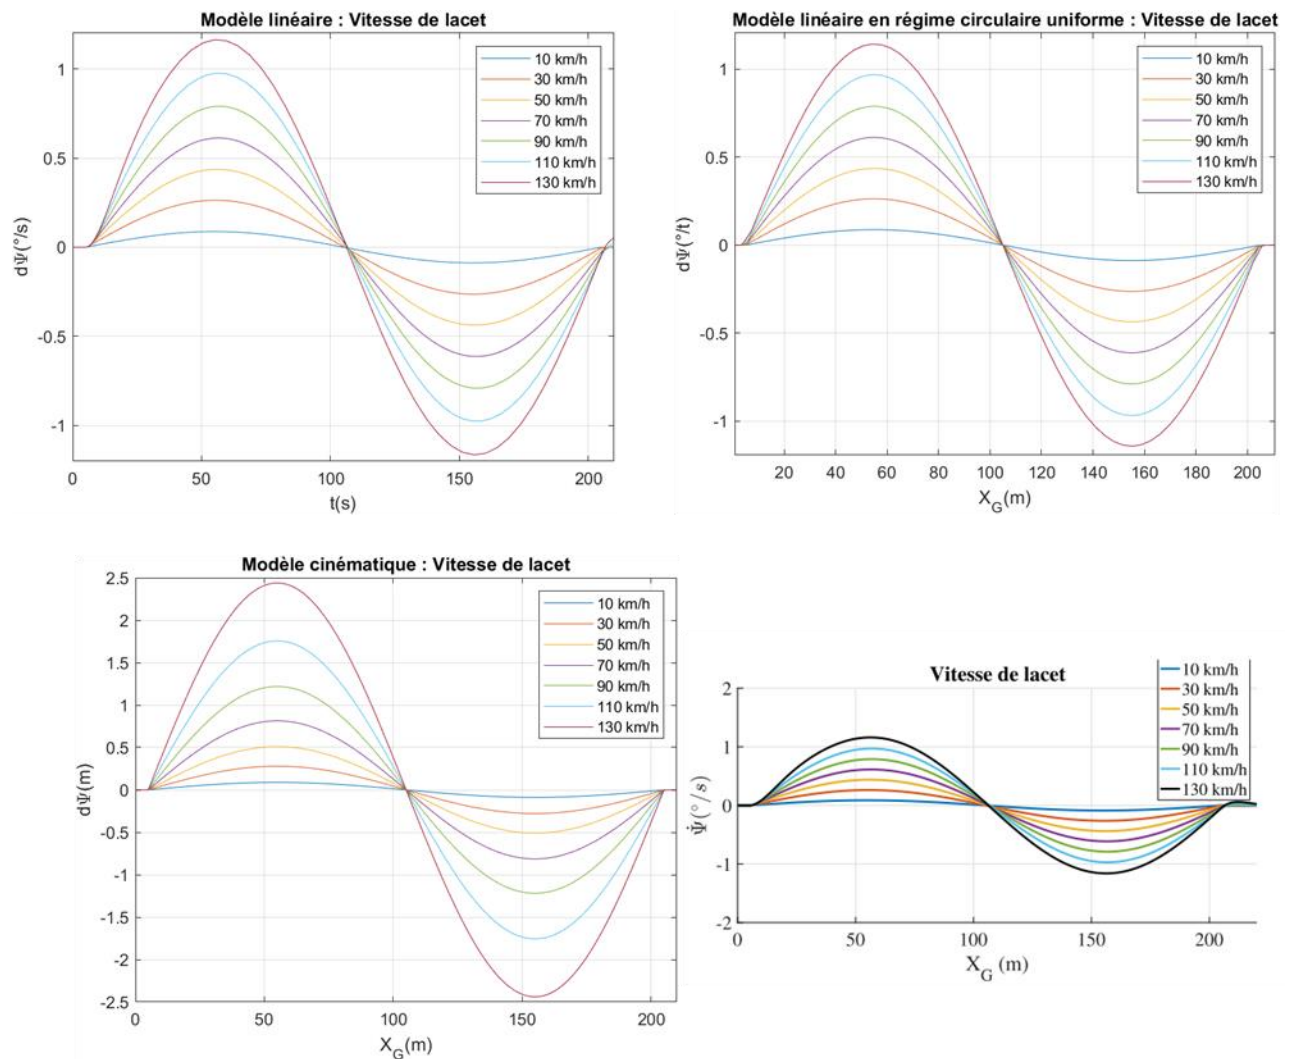 Modèle linéaire : Vitesse de lacet
1
0.5
0
-0.5
-1
dΨ(°/s)
0
50
100
150
200
t(s)
10 km/h
30 km/h
50 km/h
70 km/h
90 km/h
110 km/h
130 km/h
Modèle linéaire en régime circulaire uniforme : Vitesse de lacet
1
0.5
0
-0.5
-1
dΨ(°/t)
20
40
60
80
100
120
140
160
180
200
X_G(m)
10 km/h
30 km/h
50 km/h
70 km/h
90 km/h
110 km/h
130 km/h
Modèle cinématique : Vitesse de lacet
2.5
2
1.5
1
0.5
0
-0.5
-1
-1.5
-2
-2.5
dΨ(m)
0
50
100
150
200
X_G(m)
10 km/h
30 km/h
50 km/h
70 km/h
90 km/h
110 km/h
130 km/h
Vitesse de lacet
2
1
0
-1
-2
Ψ̇(°/s)
0
50
100
150
200
X_G (m)
10 km/h
30 km/h
50 km/h
70 km/h
90 km/h
110 km/h
130 km/h